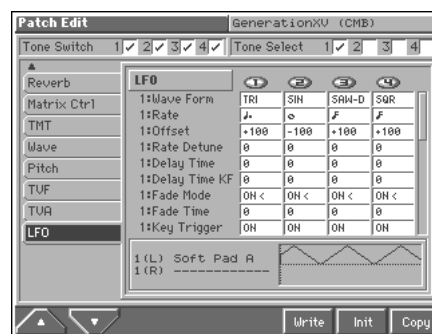 Patch Edit GenerationXV (CMB)
Tone Switch 1 2 3 4 Tone Select 1 2 3 4
Reverb
Matrix Ctrl
TMT
Wave
Pitch
TVF
TVA
LFO
LFO 1 2 3 4
1:Wave Form TRI SIN SAW-D SQR
1:Rate
1:Offset +100 -100 +100 +100
1:Rate Detune 0 0 0 0
1:Delay Time 0 0 0 0
1:Delay Time KF 0 0 0 0
1:Fade Mode ON < ON < ON < ON <
1:Fade Time 0 0 0 0
1:Key Trigger ON ON ON ON
1(L) Soft Pad A
1(R) ------------
Write Init Copy